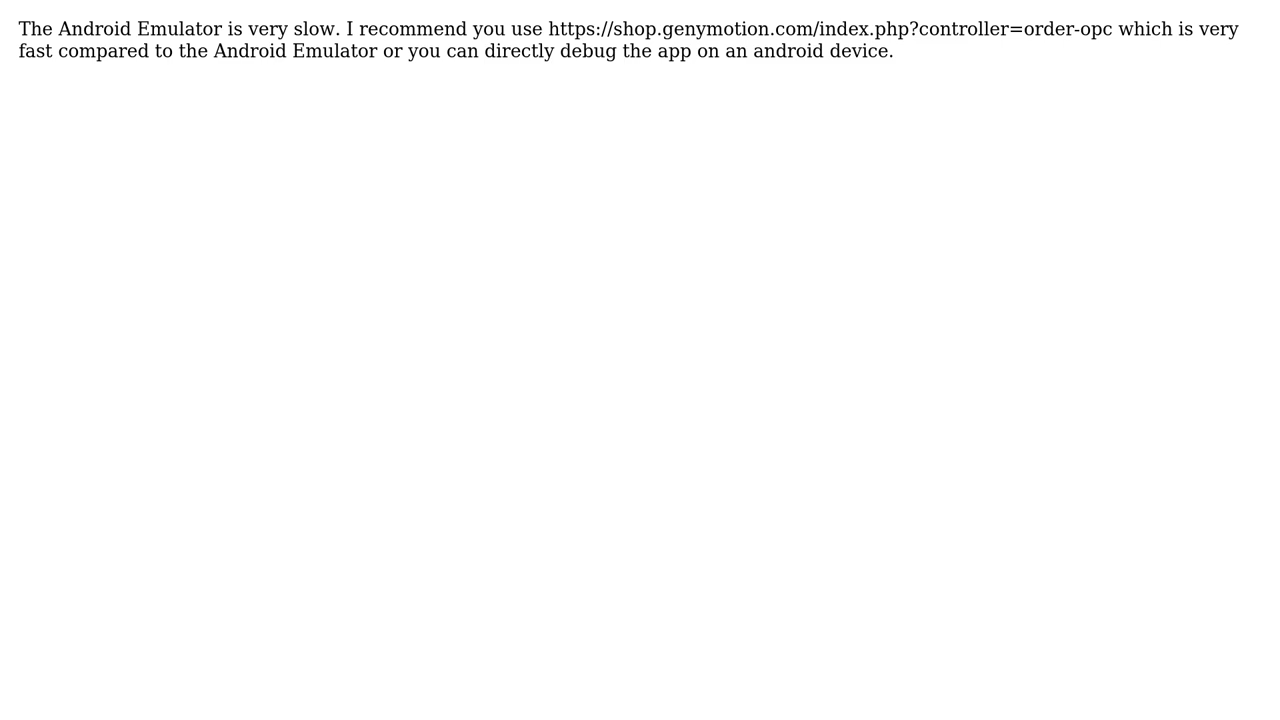 The Android Emulator is very slow. I recommend you use https://shop.genymotion.com/index.php?controller=order-opc which is very
fast compared to the Android Emulator or you can directly debug the app on an android device.